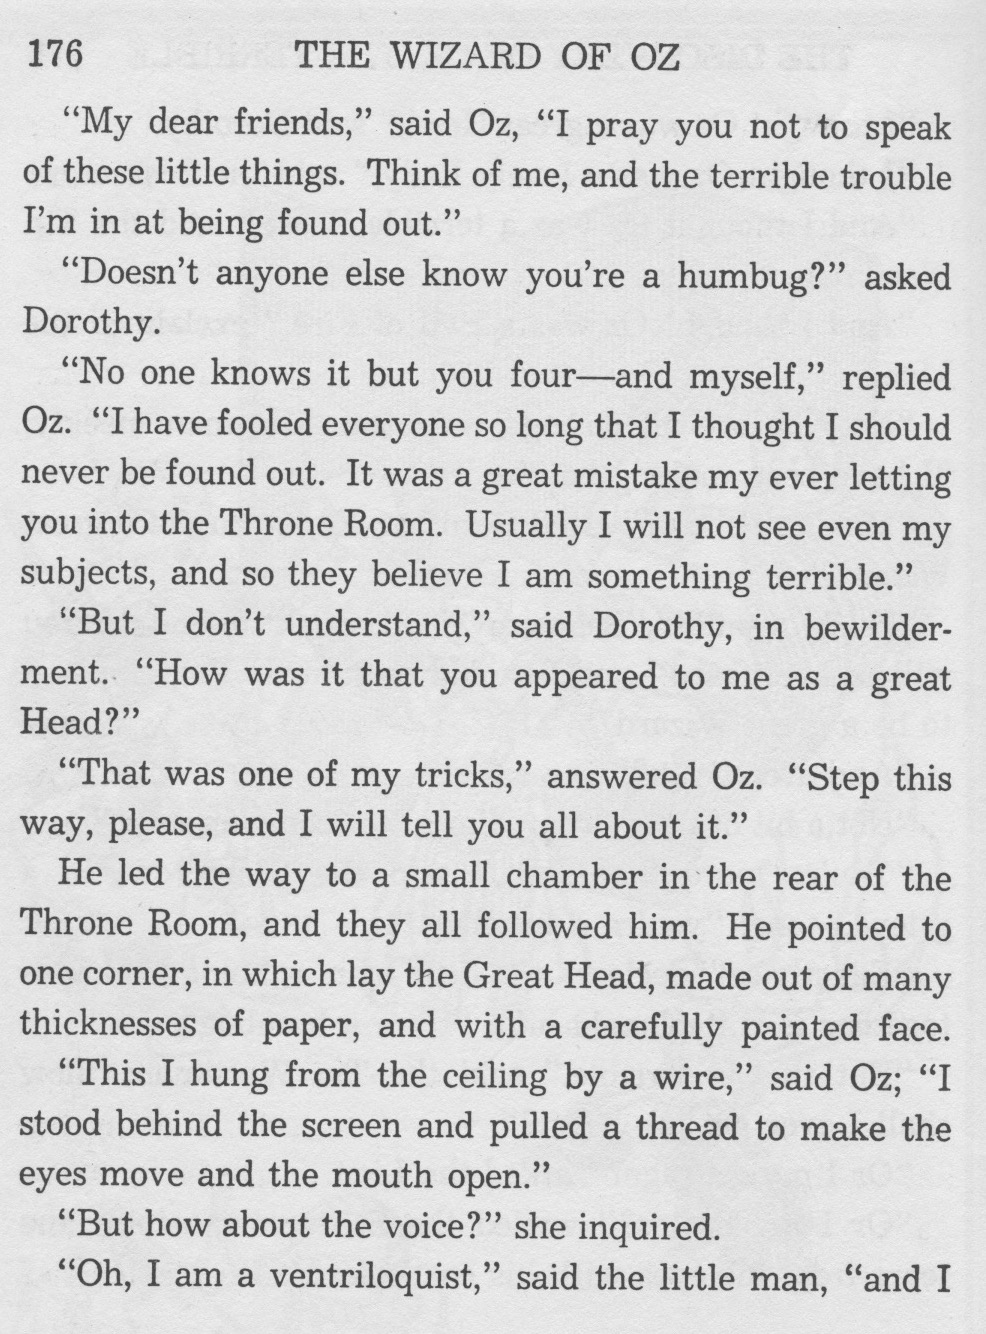 176 THE WIZARD OF OZ
“My dear friends,” said Oz, “I pray you not to speak
of these little things. Think of me, and the terrible trouble
I’m in at being found out.”
“Doesn’t anyone else know you’re a humbug?” asked
Dorothy.
“No one knows it but you four—and myself,” replied
Oz. “I have fooled everyone so long that I thought I should
never be found out. It was a great mistake my ever letting
you into the Throne Room. Usually I will not see even my
subjects, and so they believe I am something terrible.”
“But I don’t understand,” said Dorothy, in bewilder-
ment. “How was it that you appeared to me as a great
Head?”
“That was one of my tricks,” answered Oz. “Step this
way, please, and I will tell you all about it.”
He led the way to a small chamber in the rear of the
Throne Room, and they all followed him. He pointed to
one corner, in which lay the Great Head, made out of many
thicknesses of paper, and with a carefully painted face.
“This I hung from the ceiling by a wire,” said Oz; “I
stood behind the screen and pulled a thread to make the
eyes move and the mouth open.”
“But how about the voice?” she inquired.
“Oh, I am a ventriloquist,” said the little man, “and I